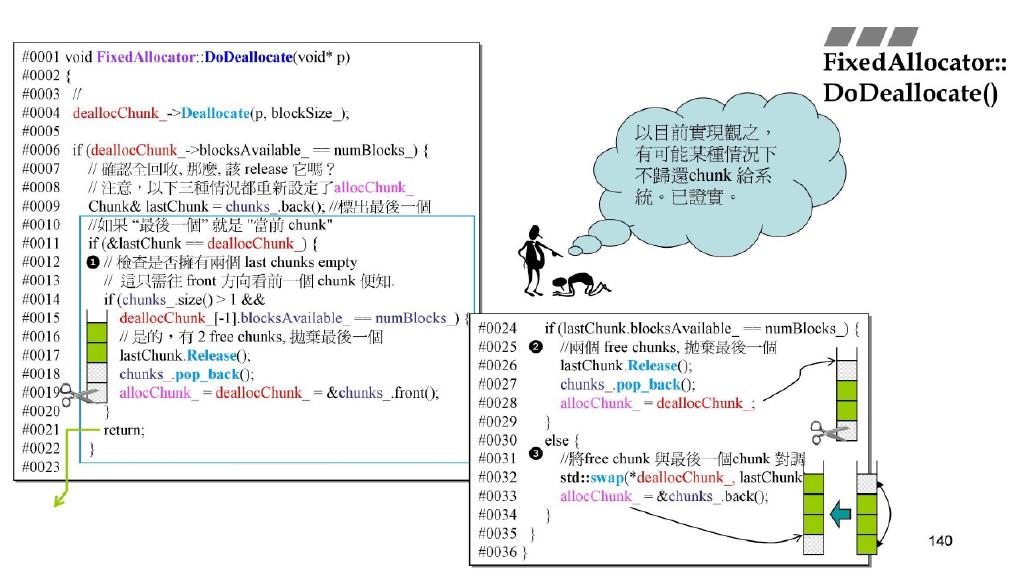 FixedAllocator::
DoDeallocate()
#0001 void FixedAllocator::DoDeallocate(void* p)
#0002 {
#0003 //
#0004 deallocChunk_->Deallocate(p, blockSize_);
#0005
#0006 if (deallocChunk_->blocksAvailable_ == numBlocks_) {
#0007 // 確認全回收, 那麼, 該 release 它嗎？
#0008 // 注意，以下三種情況都重新設定了allocChunk_
#0009 Chunk& lastChunk = chunks_.back(); //標出最後一個
#0010 //如果 “最後一個” 就是 "當前 chunk"
#0011 if (&lastChunk == deallocChunk_) {
#0012 ❶ // 檢查是否擁有兩個 last chunks empty
#0013 // 這只需往 front 方向看前一個 chunk 便知.
#0014 if (chunks_.size() > 1 &&
#0015 deallocChunk_[-1].blocksAvailable_ == numBlocks_) {
#0016 // 是的，有 2 free chunks, 拋棄最後一個
#0017 lastChunk.Release();
#0018 chunks_.pop_back();
#0019 allocChunk_ = deallocChunk_ = &chunks_.front();
#0020 }
#0021 return;
#0022 }
#0023
以目前實現觀之，
有可能某種情況下
不歸還chunk 給系
統。已證實。
#0024 if (lastChunk.blocksAvailable_ == numBlocks_) {
#0025 ❷ //兩個 free chunks, 拋棄最後一個
#0026 lastChunk.Release();
#0027 chunks_.pop_back();
#0028 allocChunk_ = deallocChunk_;
#0029 }
#0030 else {
#0031 ❸ //將free chunk 與最後一個chunk 對調
#0032 std::swap(*deallocChunk_, lastChunk
#0033 allocChunk_ = &chunks_.back();
#0034 }
#0035 }
#0036 }
140